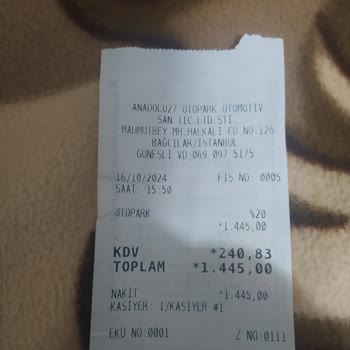 ANADOLU27 OTOPARK OTOMOTİV
SAN.TİC.LTD.ŞTİ.
MAHMUTBEY MH.HALKALI CD.NO:126
BAĞCILAR/İSTANBUL
GÜNEŞLİ VD:069 097 5175
16/10/2024 FİŞ NO: 0005
SAAT: 15:50
OTOPARK %20
*1.445,00
KDV *240,83
TOPLAM *1.445,00
NAKİT *1.445,00
KASİYER: 1/KASİYER #1
EKÜ NO:0001 Z NO:0111